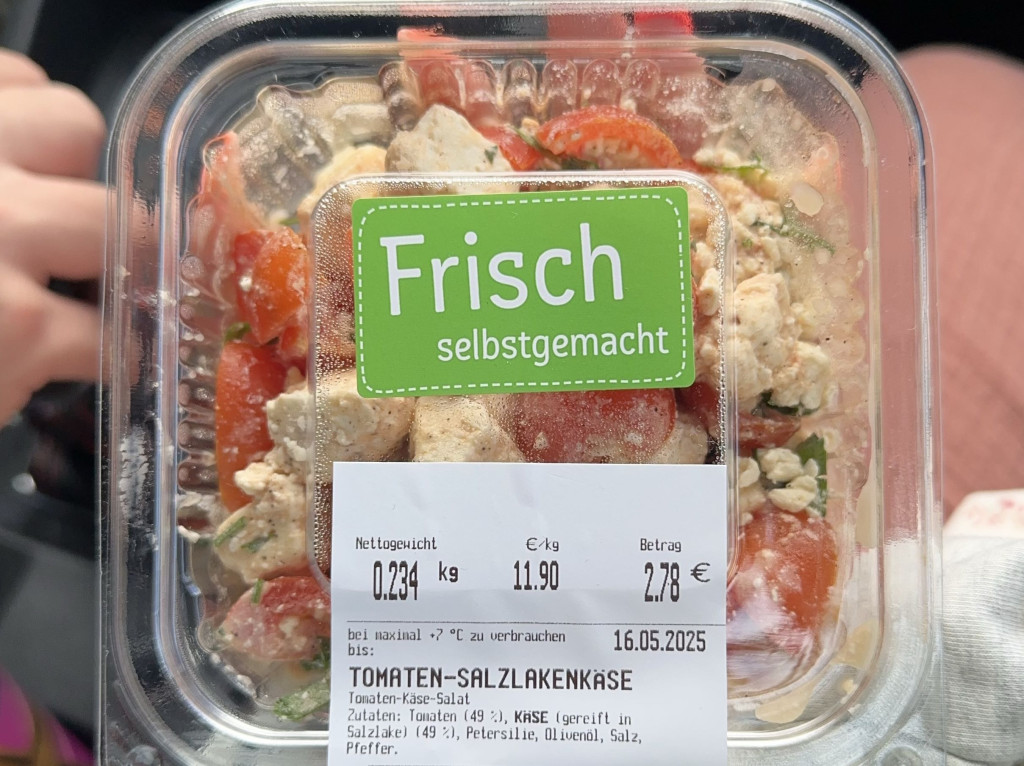 Frisch
selbstgemacht
Nettogewicht €/kg Betrag
0.234 kg 11.90 2.78 €
bei maximal +7 °C zu verbrauchen
bis: 16.05.2025
TOMATEN-SALZLAKENKÄSE
Tomaten-Käse-Salat
Zutaten: Tomaten (49 %), KÄSE (gereift in
Salzlake) (49 %), Petersilie, Olivenöl, Salz,
Pfeffer.